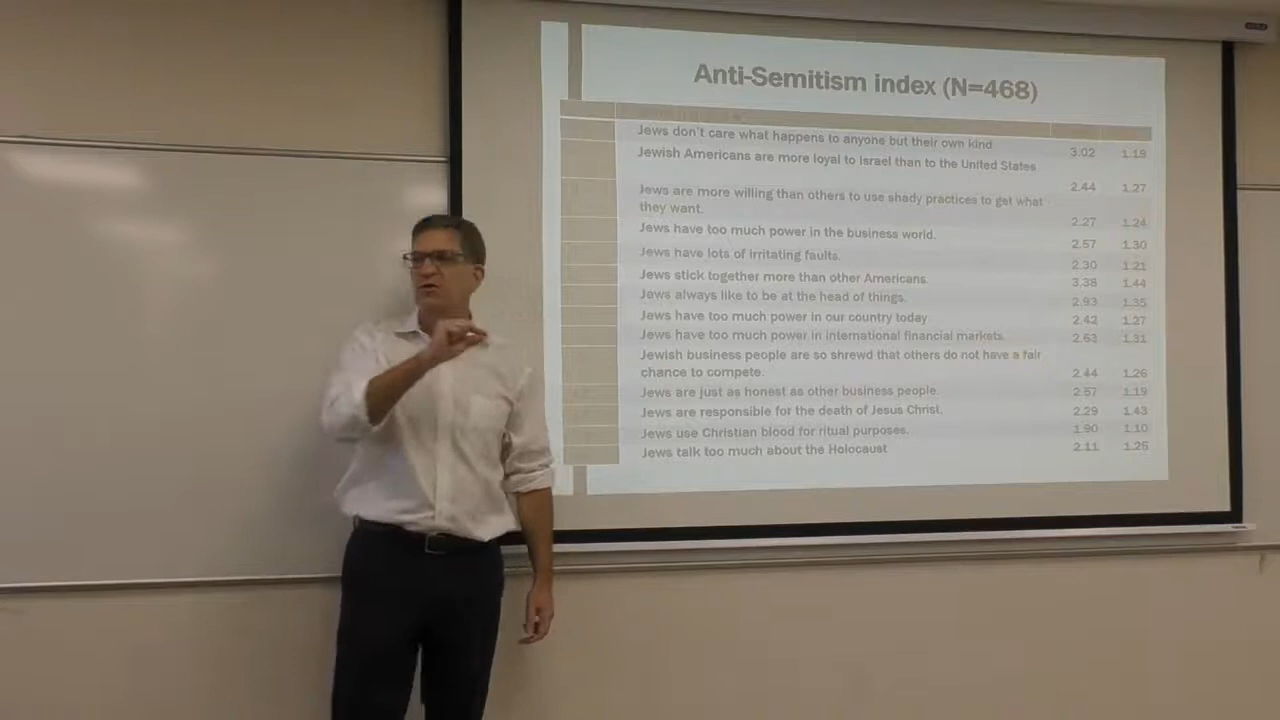 Anti-Semitism index (N=468)
Jews don't care what happens to anyone but their own kind 3.02 1.19
Jewish Americans are more loyal to Israel than to the United States 2.44 1.27
Jews are more willing than others to use shady practices to get what
they want. 2.27 1.24
Jews have too much power in the business world. 2.57 1.30
Jews have lots of irritating faults. 2.30 1.21
Jews stick together more than other Americans. 3.38 1.44
Jews always like to be at the head of things. 2.93 1.35
Jews have too much power in our country today 2.42 1.27
Jews have too much power in international financial markets. 2.63 1.31
Jewish business people are so shrewd that others do not have a fair
chance to compete. 2.44 1.26
Jews are just as honest as other business people. 2.57 1.19
Jews are responsible for the death of Jesus Christ. 2.29 1.43
Jews use Christian blood for ritual purposes. 1.90 1.10
Jews talk too much about the Holocaust 2.11 1.25